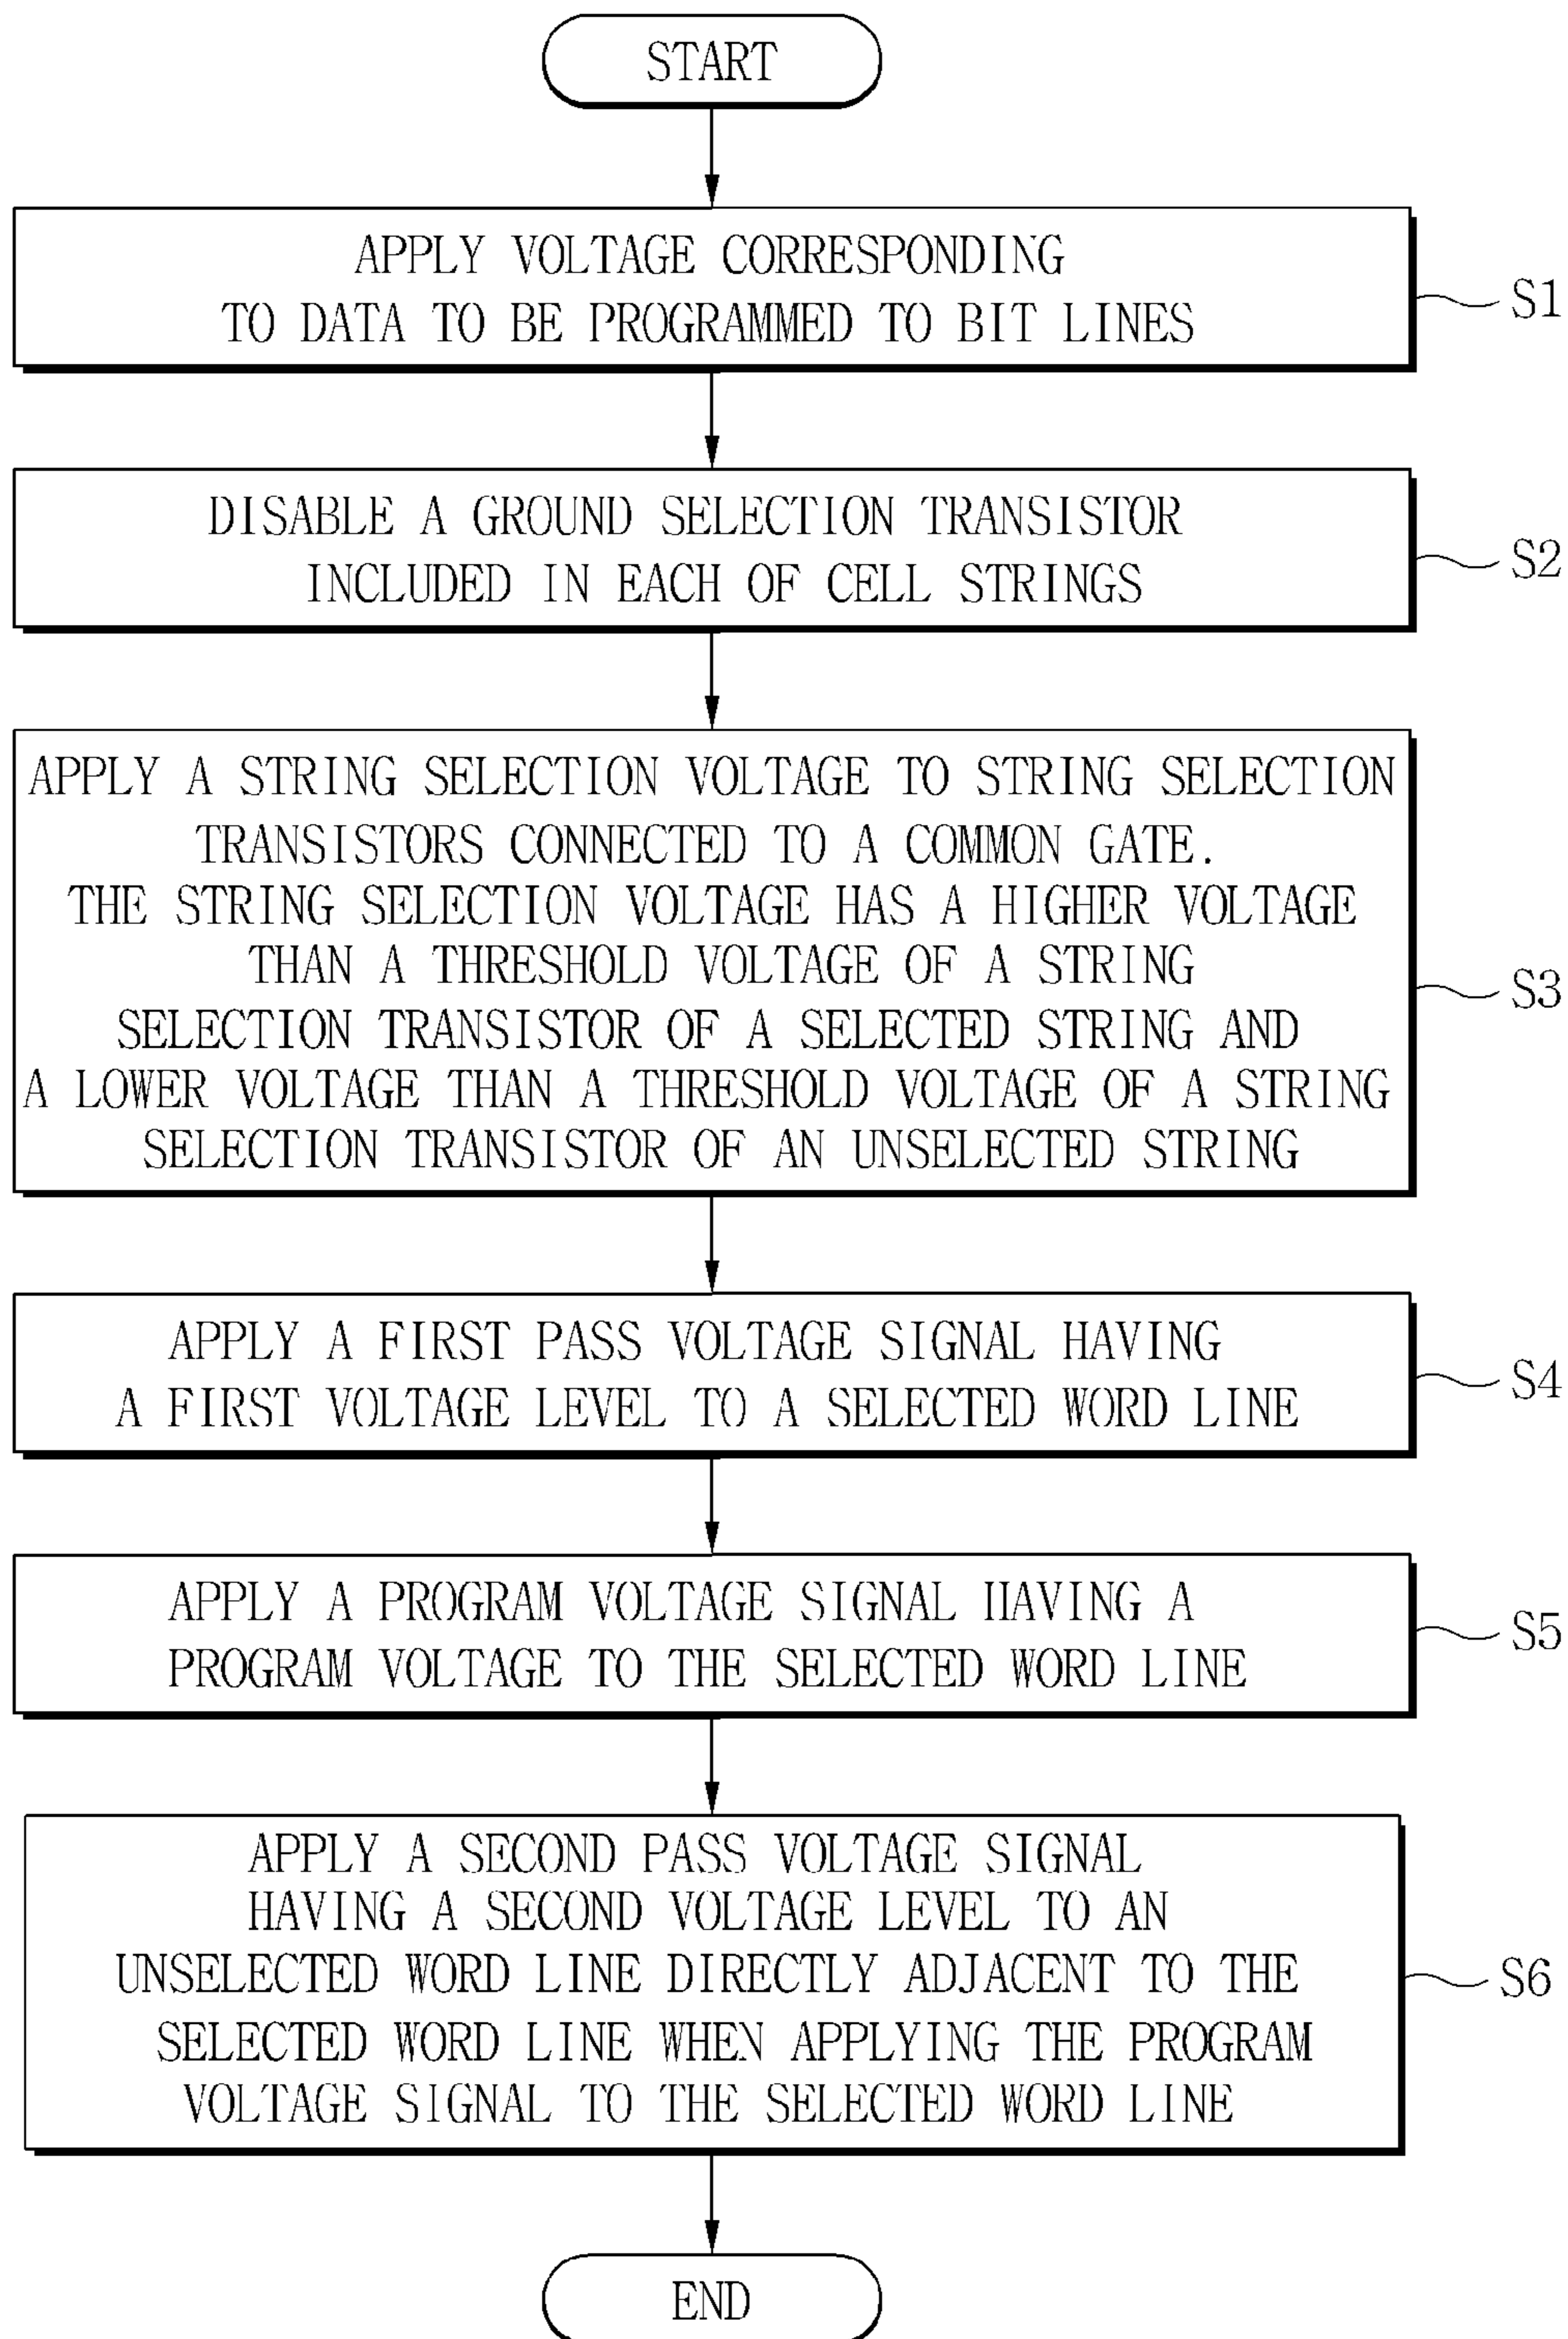 START
APPLY VOLTAGE CORRESPONDING
TO DATA TO BE PROGRAMMED TO BIT LINES
S1
DISABLE A GROUND SELECTION TRANSISTOR
INCLUDED IN EACH OF CELL STRINGS
S2
APPLY A STRING SELECTION VOLTAGE TO STRING SELECTION
TRANSISTORS CONNECTED TO A COMMON GATE.
THE STRING SELECTION VOLTAGE HAS A HIGHER VOLTAGE
THAN A THRESHOLD VOLTAGE OF A STRING
SELECTION TRANSISTOR OF A SELECTED STRING AND
A LOWER VOLTAGE THAN A THRESHOLD VOLTAGE OF A STRING
SELECTION TRANSISTOR OF AN UNSELECTED STRING
S3
APPLY A FIRST PASS VOLTAGE SIGNAL HAVING
A FIRST VOLTAGE LEVEL TO A SELECTED WORD LINE
S4
APPLY A PROGRAM VOLTAGE SIGNAL HAVING A
PROGRAM VOLTAGE TO THE SELECTED WORD LINE
S5
APPLY A SECOND PASS VOLTAGE SIGNAL
HAVING A SECOND VOLTAGE LEVEL TO AN
UNSELECTED WORD LINE DIRECTLY ADJACENT TO THE
SELECTED WORD LINE WHEN APPLYING THE PROGRAM
VOLTAGE SIGNAL TO THE SELECTED WORD LINE
S6
END